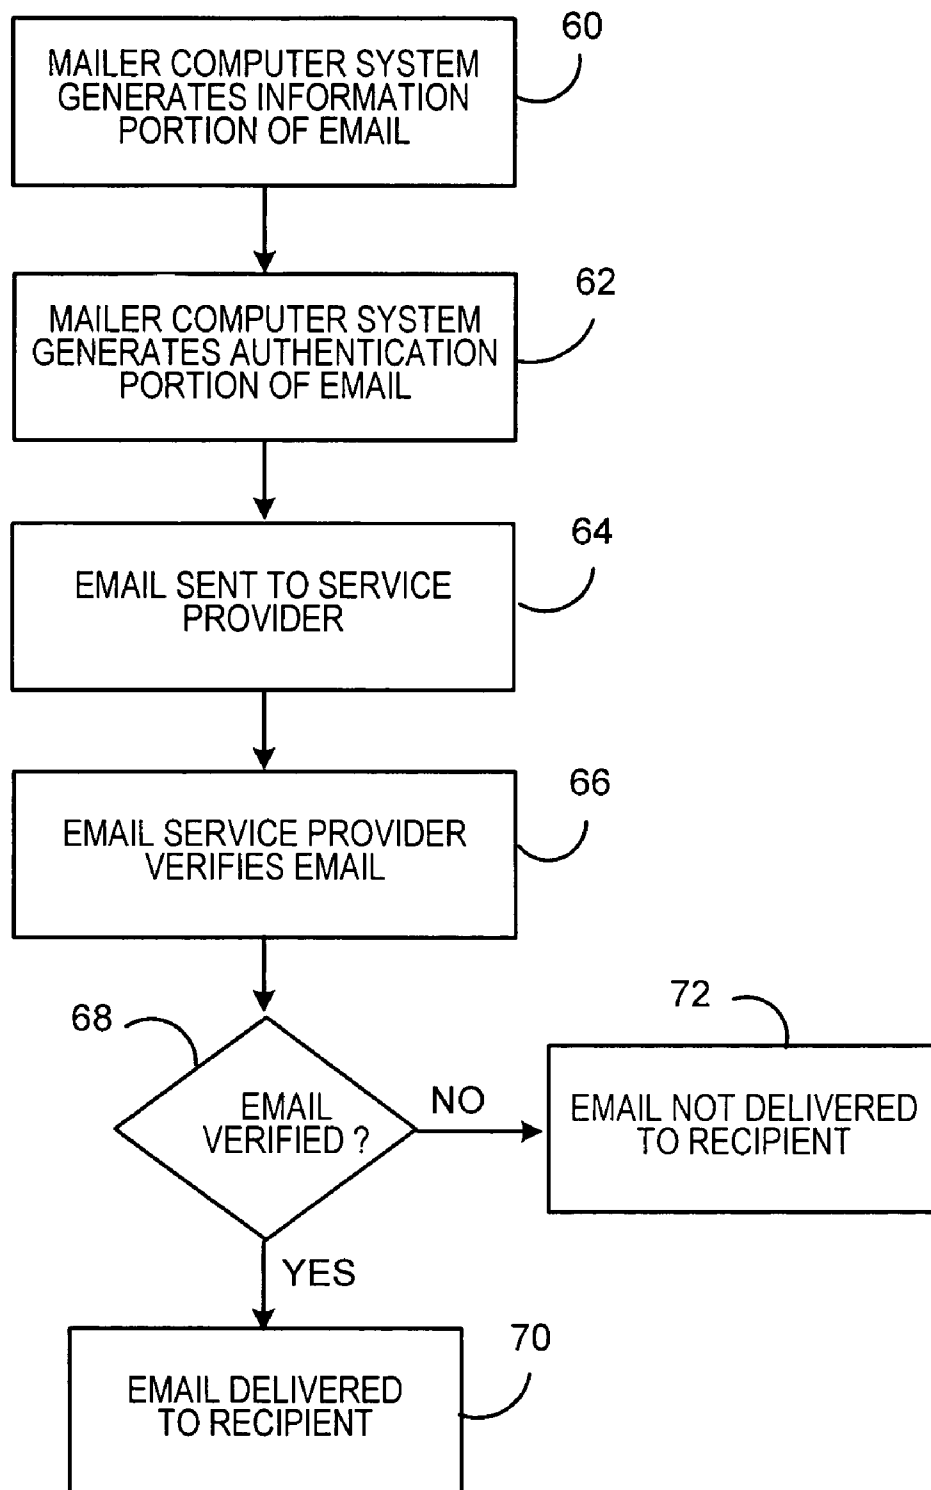 60
MAILER COMPUTER SYSTEM
GENERATES INFORMATION
PORTION OF EMAIL
62
MAILER COMPUTER SYSTEM
GENERATES AUTHENTICATION
PORTION OF EMAIL
64
EMAIL SENT TO SERVICE
PROVIDER
66
EMAIL SERVICE PROVIDER
VERIFIES EMAIL
68
EMAIL
VERIFIED ?
NO
72
EMAIL NOT DELIVERED
TO RECIPIENT
YES
70
EMAIL DELIVERED
TO RECIPIENT